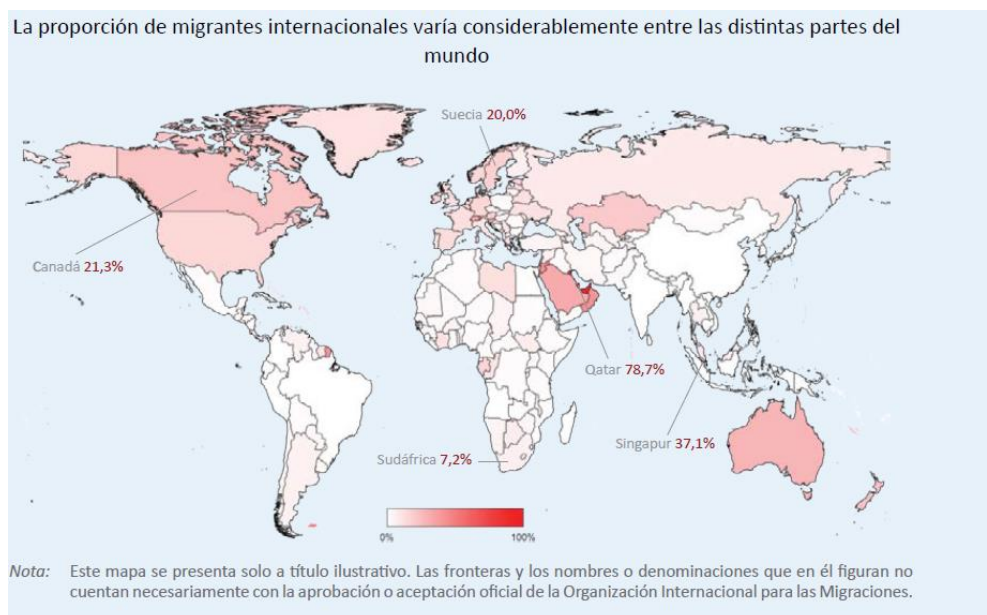 La proporción de migrantes internacionales varía considerablemente entre las distintas partes del
mundo
Suecia 20,0%
Canadá 21,3%
Qatar 78,7%
Singapur 37,1%
Sudáfrica 7,2%
0%
100%
Nota: Este mapa se presenta solo a título ilustrativo. Las fronteras y los nombres o denominaciones que en él figuran no
cuentan necesariamente con la aprobación o aceptación oficial de la Organización Internacional para las Migraciones.